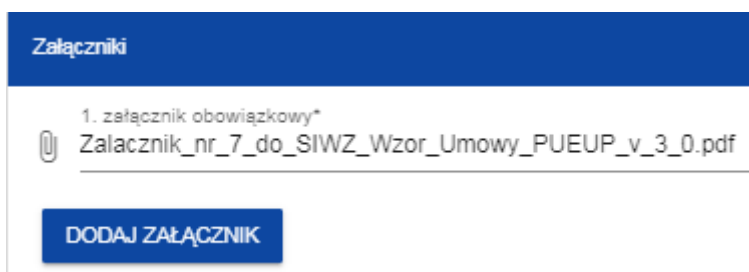 Załączniki
1. załącznik obowiązkowy*
Zalacznik_nr_7_do_SIWZ_Wzor_Umowy_PUEUP_v_3_0.pdf
DODAJ ZAŁĄCZNIK